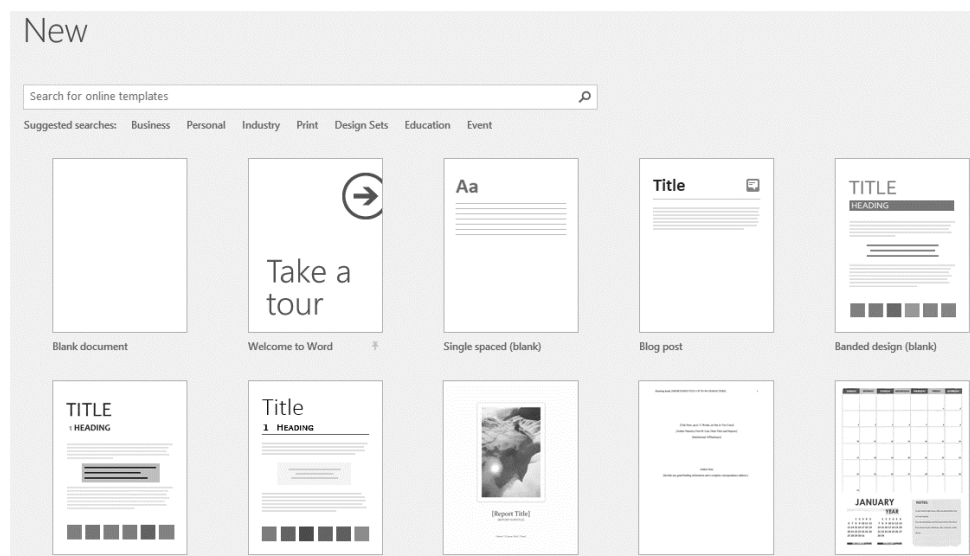 New
Search for online templates
Suggested searches: Business Personal Industry Print Design Sets Education Event
Take a
tour
Aa
Title
TITLE
HEADING
Blank document
Welcome to Word
Single spaced (blank)
Blog post
Banded design (blank)
TITLE
1 HEADING
Title
1 HEADING
[Report Title]
JANUARY
YEAR
NOTES: